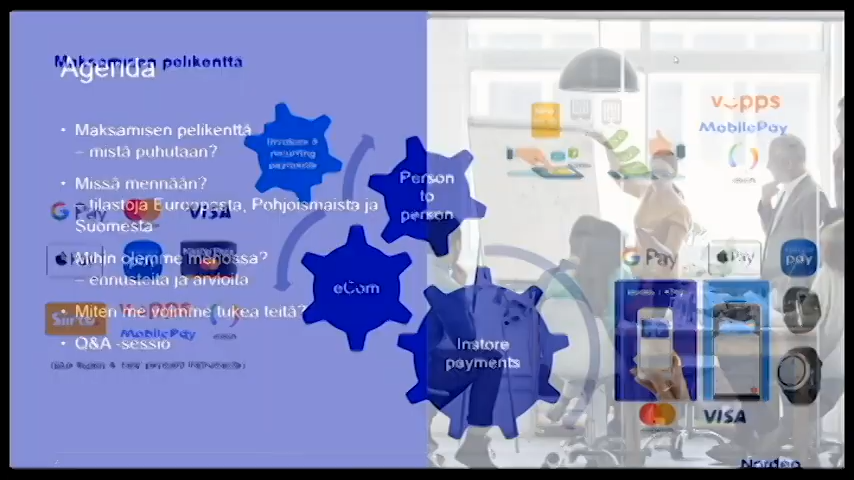 Maksamisen pelikenttä
Agenda
• Maksamisen pelikenttä
– mistä puhutaan?
• Missä mennään?
– tilastoja Euroopasta, Pohjoismaista ja
Suomesta
• Mihin olemme menossa?
– ennusteita ja arvioita
• Miten me voimme tukea teitä?
• Q&A -sessio
Person
to
person
eCom
Instore
payments
G Pay
VISA
Pay
Siirto
vipps
MobilePay
vipps
MobilePay
G Pay
Pay
pay
VISA
Nordea